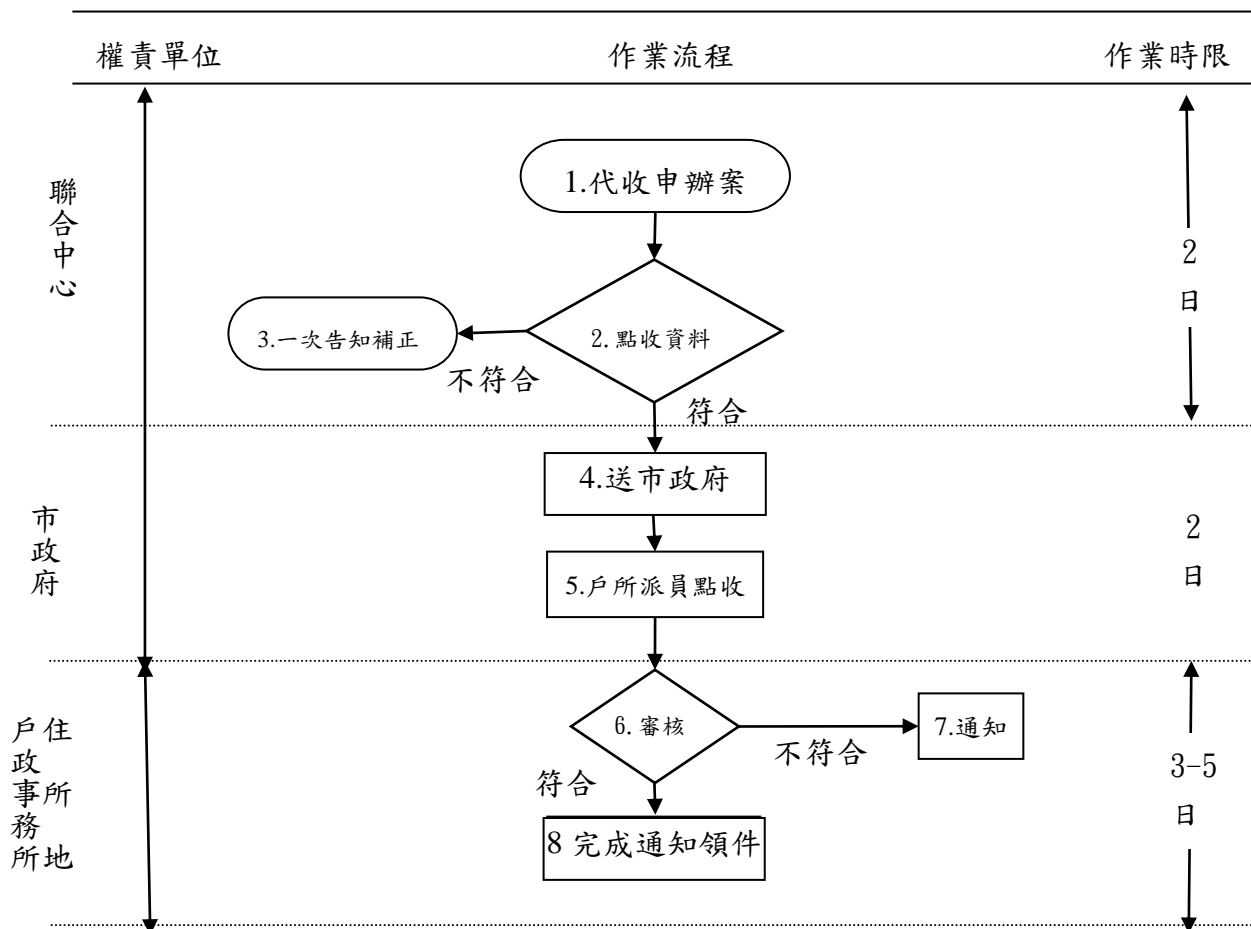 權責單位
作業流程
作業時限
聯合中心
1.代收申辦案
2.點收資料
3.一次告知補正
不符合
符合
2
日
市政府
4.送市政府
5.戶所派員點收
2
日
住所地
戶政事務所
6.審核
不符合
7.通知
符合
8 完成通知領件
3-5
日